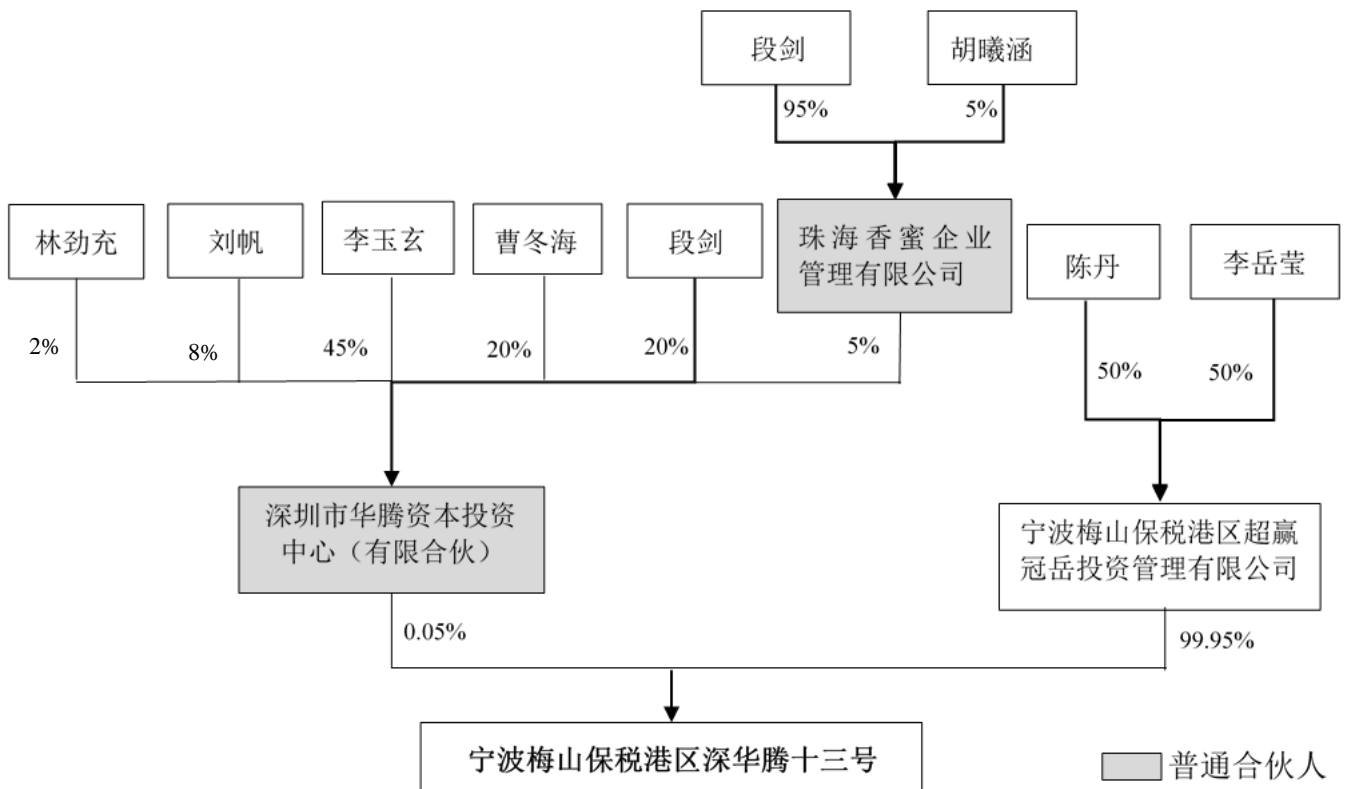 段剑
胡曦涵
95%
5%
林劲充
刘帆
李玉玄
曹冬海
段剑
珠海香蜜企业
管理有限公司
陈丹
李岳莹
2%
8%
45%
20%
20%
5%
50%
50%
深圳市华腾资本投资
中心（有限合伙）
宁波梅山保税港区超赢
冠岳投资管理有限公司
0.05%
99.95%
宁波梅山保税港区深华腾十三号
普通合伙人